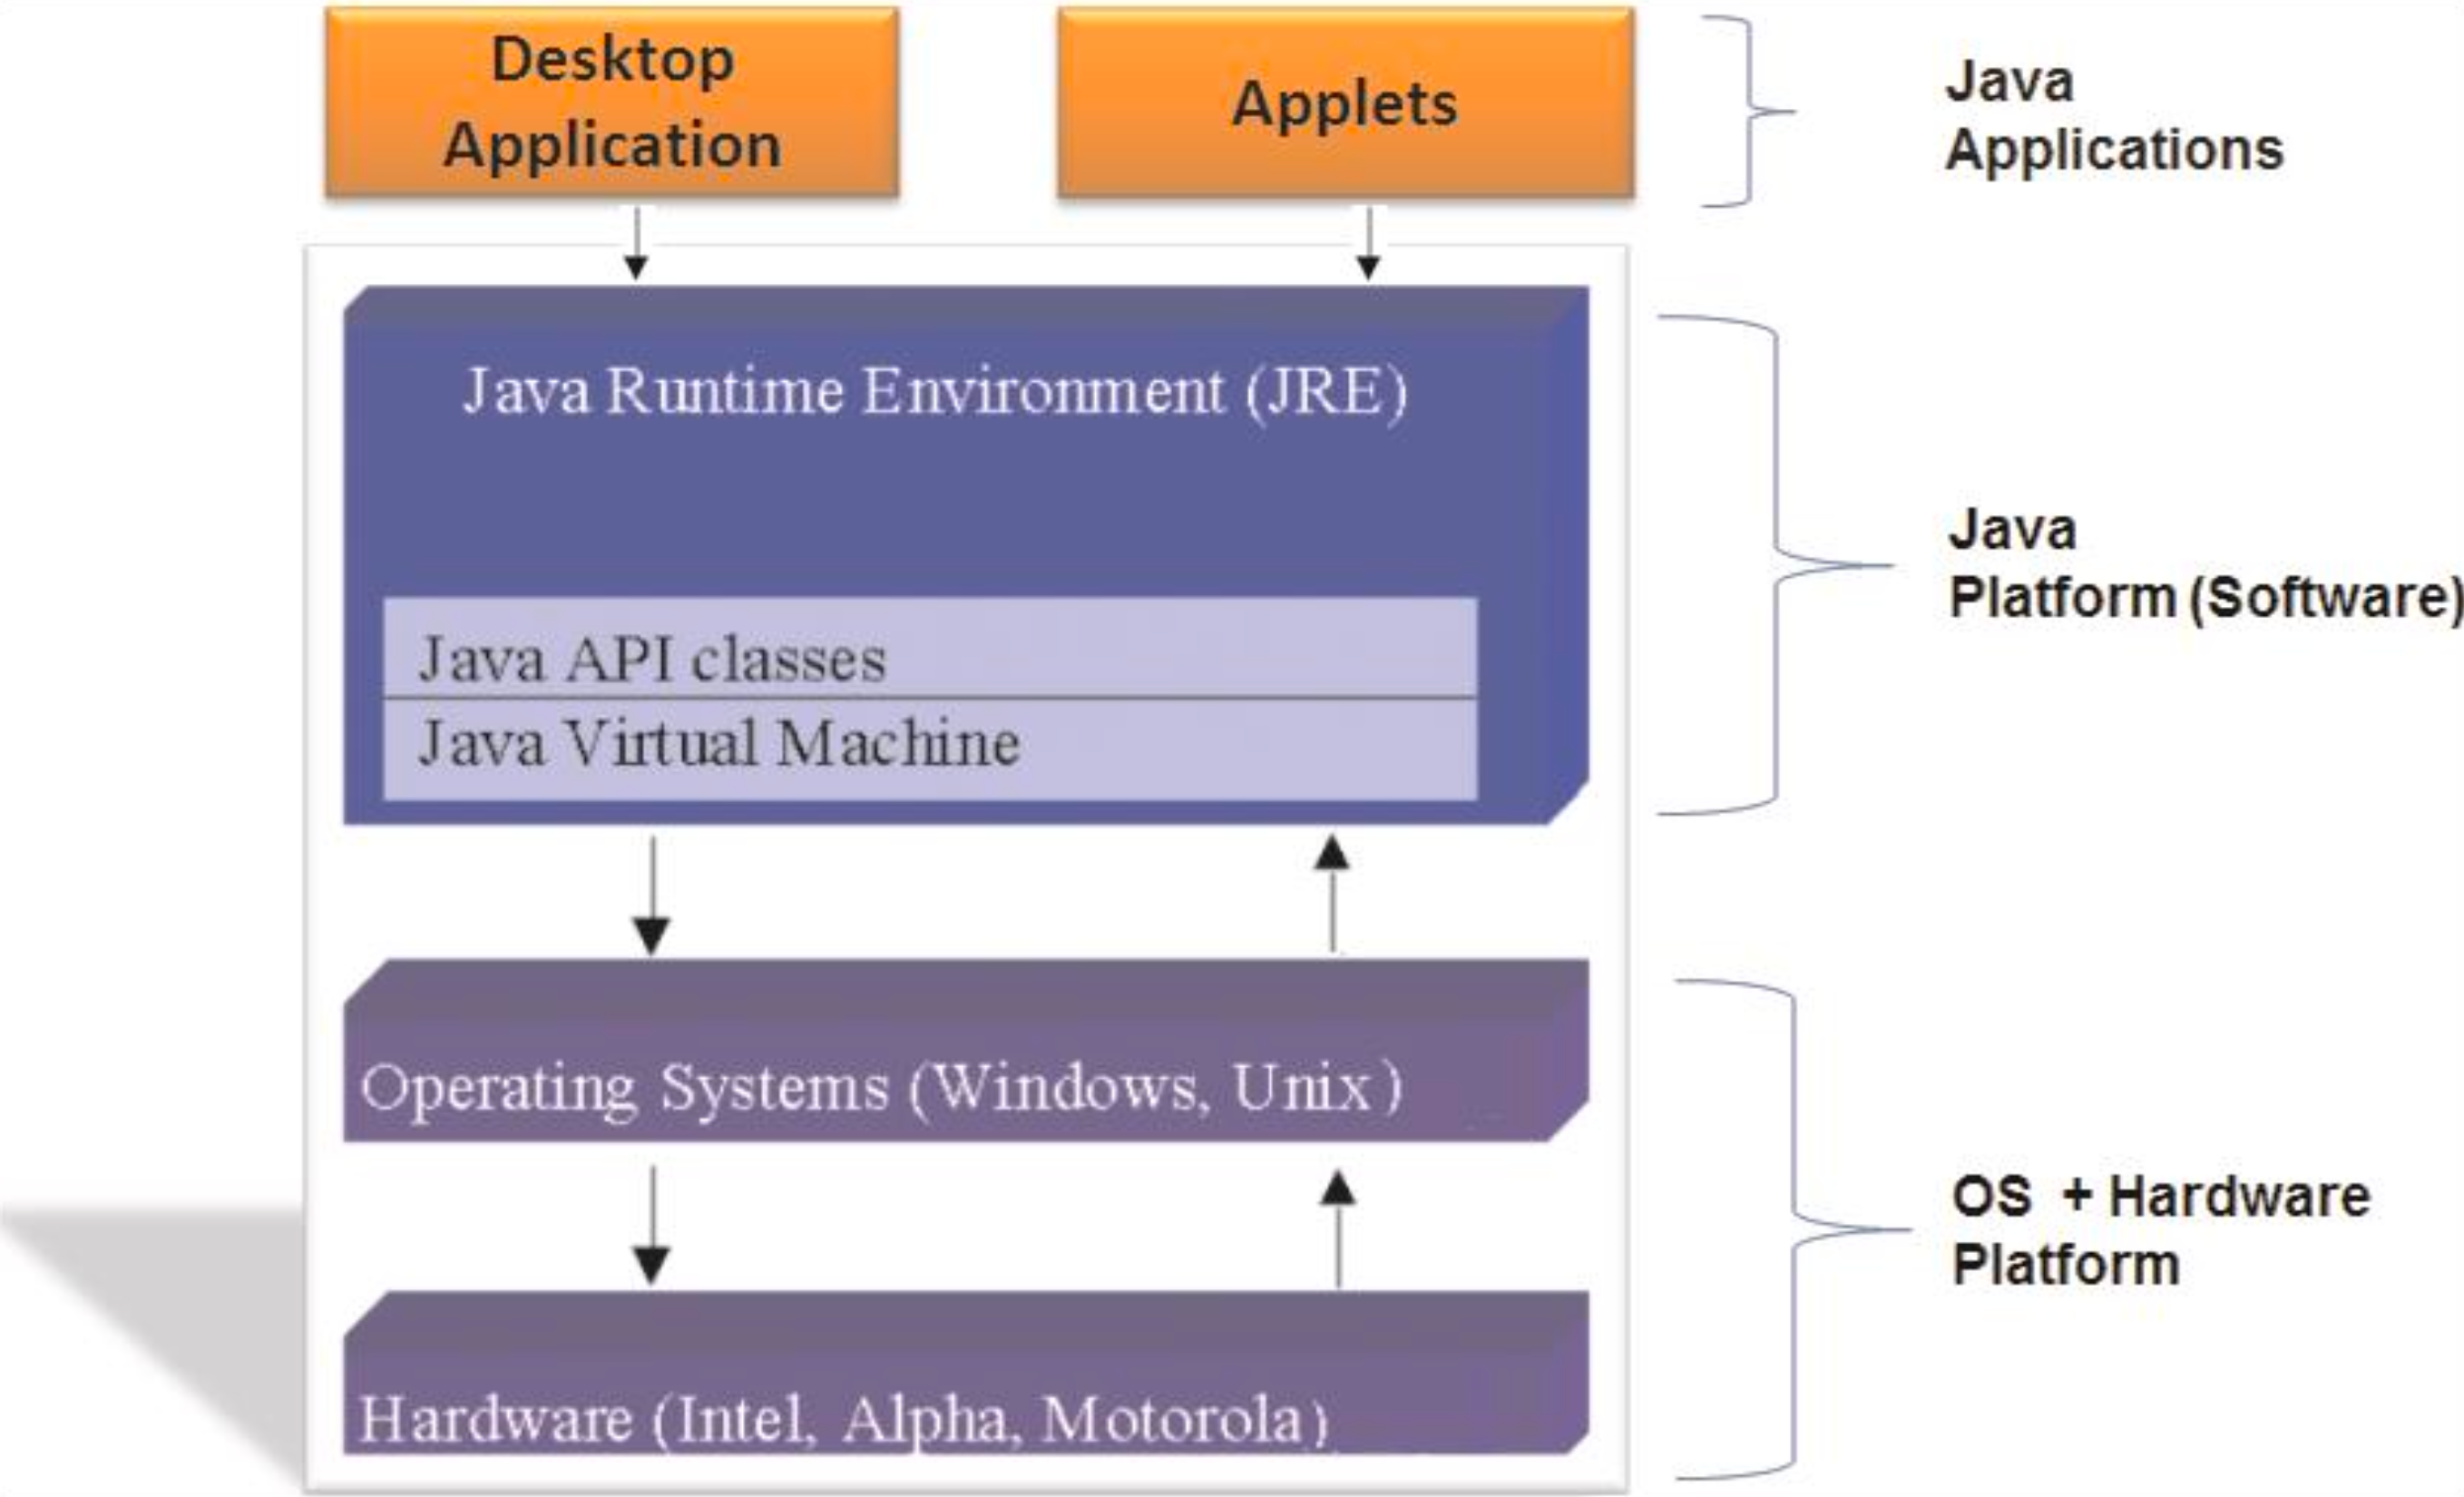 Desktop
Application
Applets
Java
Applications
Java Runtime Environment (JRE)
Java
Platform (Software)
Java API classes
Java Virtual Machine
Operating Systems (Windows, Unix)
OS + Hardware
Platform
Hardware (Intel, Alpha, Motorola)